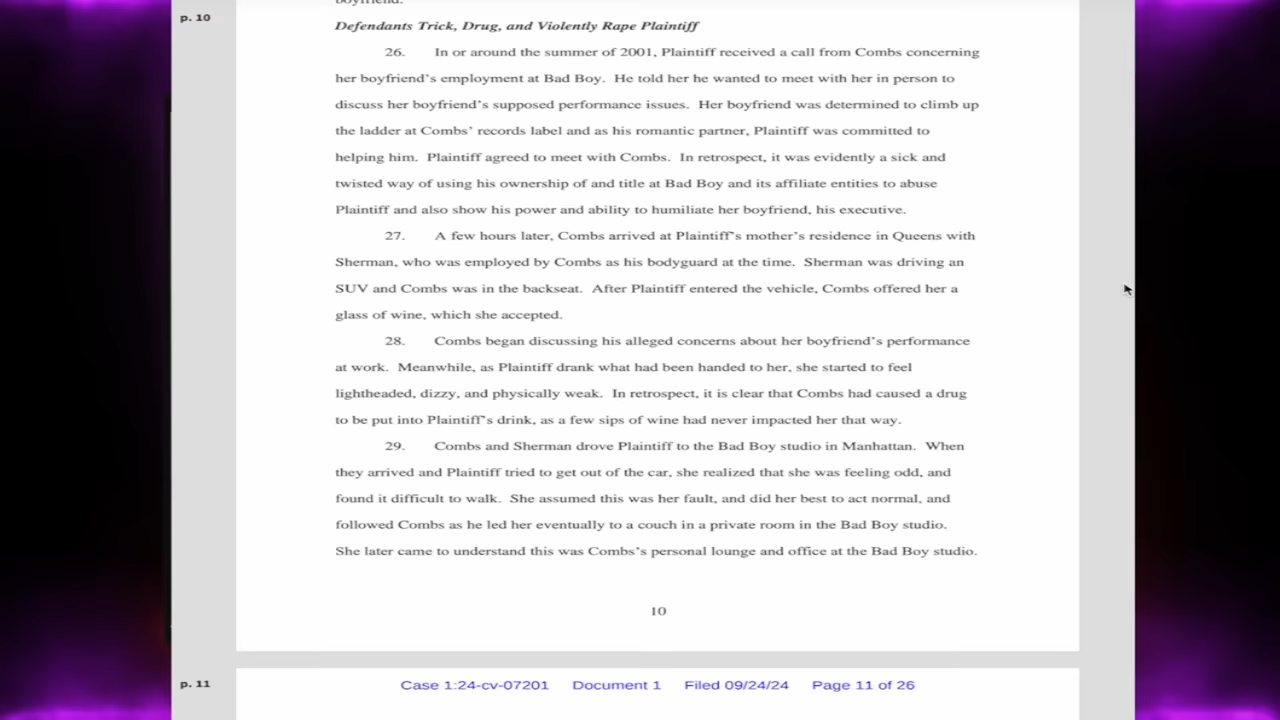 p. 10
boyfriend.
Defendants Trick, Drug, and Violently Rape Plaintiff
26. In or around the summer of 2001, Plaintiff received a call from Combs concerning
her boyfriend's employment at Bad Boy. He told her he wanted to meet with her in person to
discuss her boyfriend's supposed performance issues. Her boyfriend was determined to climb up
the ladder at Combs' records label and as his romantic partner, Plaintiff was committed to
helping him. Plaintiff agreed to meet with Combs. In retrospect, it was evidently a sick and
twisted way of using his ownership of and title at Bad Boy and its affiliate entities to abuse
Plaintiff and also show his power and ability to humiliate her boyfriend, his executive.
27. A few hours later, Combs arrived at Plaintiff's mother's residence in Queens with
Sherman, who was employed by Combs as his bodyguard at the time. Sherman was driving an
SUV and Combs was in the backseat. After Plaintiff entered the vehicle, Combs offered her a
glass of wine, which she accepted.
28. Combs began discussing his alleged concerns about her boyfriend's performance
at work. Meanwhile, as Plaintiff drank what had been handed to her, she started to feel
lightheaded, dizzy, and physically weak. In retrospect, it is clear that Combs had caused a drug
to be put into Plaintiff's drink, as a few sips of wine had never impacted her that way.
29. Combs and Sherman drove Plaintiff to the Bad Boy studio in Manhattan. When
they arrived and Plaintiff tried to get out of the car, she realized that she was feeling odd, and
found it difficult to walk. She assumed this was her fault, and did her best to act normal, and
followed Combs as he led her eventually to a couch in a private room in the Bad Boy studio.
She later came to understand this was Combs's personal lounge and office at the Bad Boy studio.
10
p. 11
Case 1:24-cv-07201 Document 1 Filed 09/24/24 Page 11 of 26